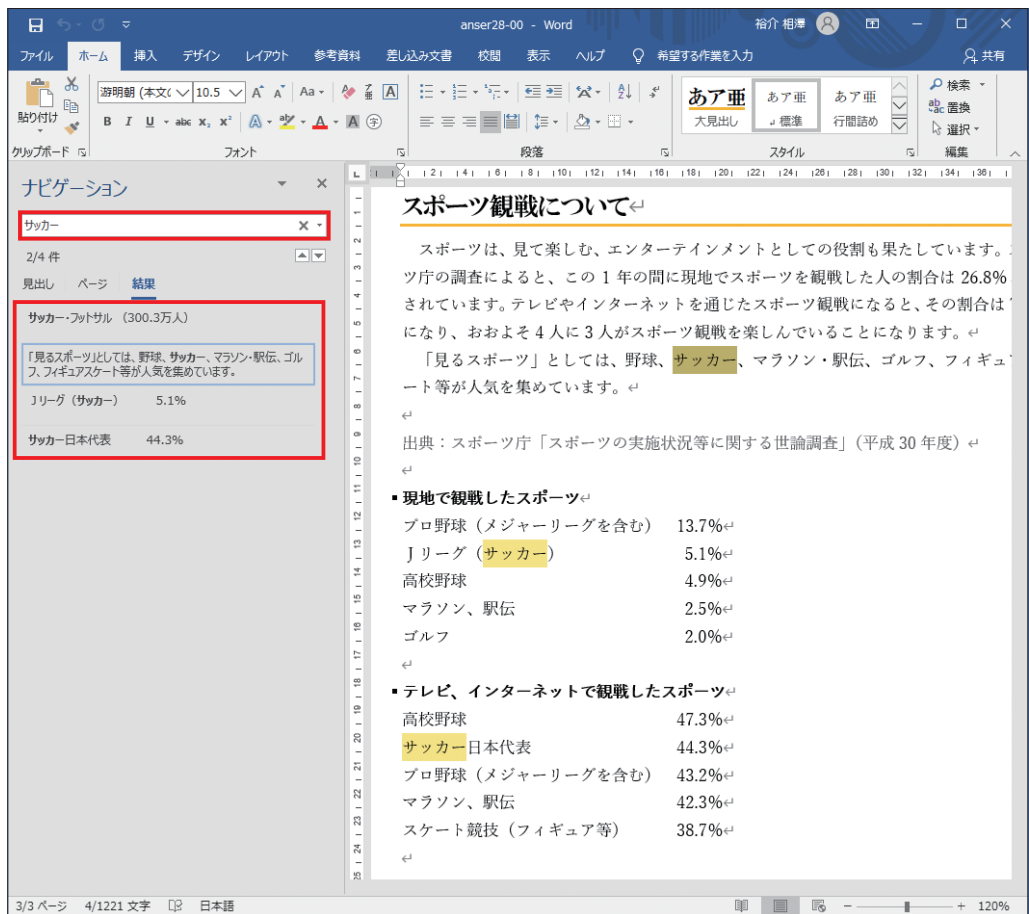 anser28-00 - Word
裕介 相澤
ファイル ホーム 挿入 デザイン レイアウト 参考資料 差し込み文書 校閲 表示 ヘルプ 希望する作業を入力 共有
貼り付け
游明朝 (本文の 10.5 A A Aa
B I U abc x₂ x² A aby A A 字
あア亜 あア亜 あア亜
大見出し ↲標準 行間詰め
検索
置換
選択
クリップボード フォント 段落 スタイル 編集
ナビゲーション
サッカー
2/4 件
見出し ページ 結果
サッカー・フットサル (300.3万人)
「見るスポーツ」としては、野球、サッカー、マラソン・駅伝、ゴル
フ、フィギュアスケート等が人気を集めています。
Jリーグ（サッカー） 5.1%
サッカー日本代表 44.3%
スポーツ観戦について↵
スポーツは、見て楽しむ、エンターテインメントとしての役割も果たしています。
ツ庁の調査によると、この 1 年の間に現地でスポーツを観戦した人の割合は 26.8%
されています。テレビやインターネットを通じたスポーツ観戦になると、その割合は
になり、おおよそ 4 人に 3 人がスポーツ観戦を楽しんでいることになります。↵
「見るスポーツ」としては、野球、サッカー、マラソン・駅伝、ゴルフ、フィギュ
ート等が人気を集めています。↵
↵
出典：スポーツ庁「スポーツの実施状況等に関する世論調査」（平成 30 年度）↵
↵
▪現地で観戦したスポーツ↵
プロ野球（メジャーリーグを含む） 13.7%↵
Jリーグ（サッカー） 5.1%↵
高校野球 4.9%↵
マラソン、駅伝 2.5%↵
ゴルフ 2.0%↵
↵
▪テレビ、インターネットで観戦したスポーツ↵
高校野球 47.3%↵
サッカー日本代表 44.3%↵
プロ野球（メジャーリーグを含む） 43.2%↵
マラソン、駅伝 42.3%↵
スケート競技（フィギュア等） 38.7%↵
↵
3/3 ページ 4/1221 文字 日本語 120%